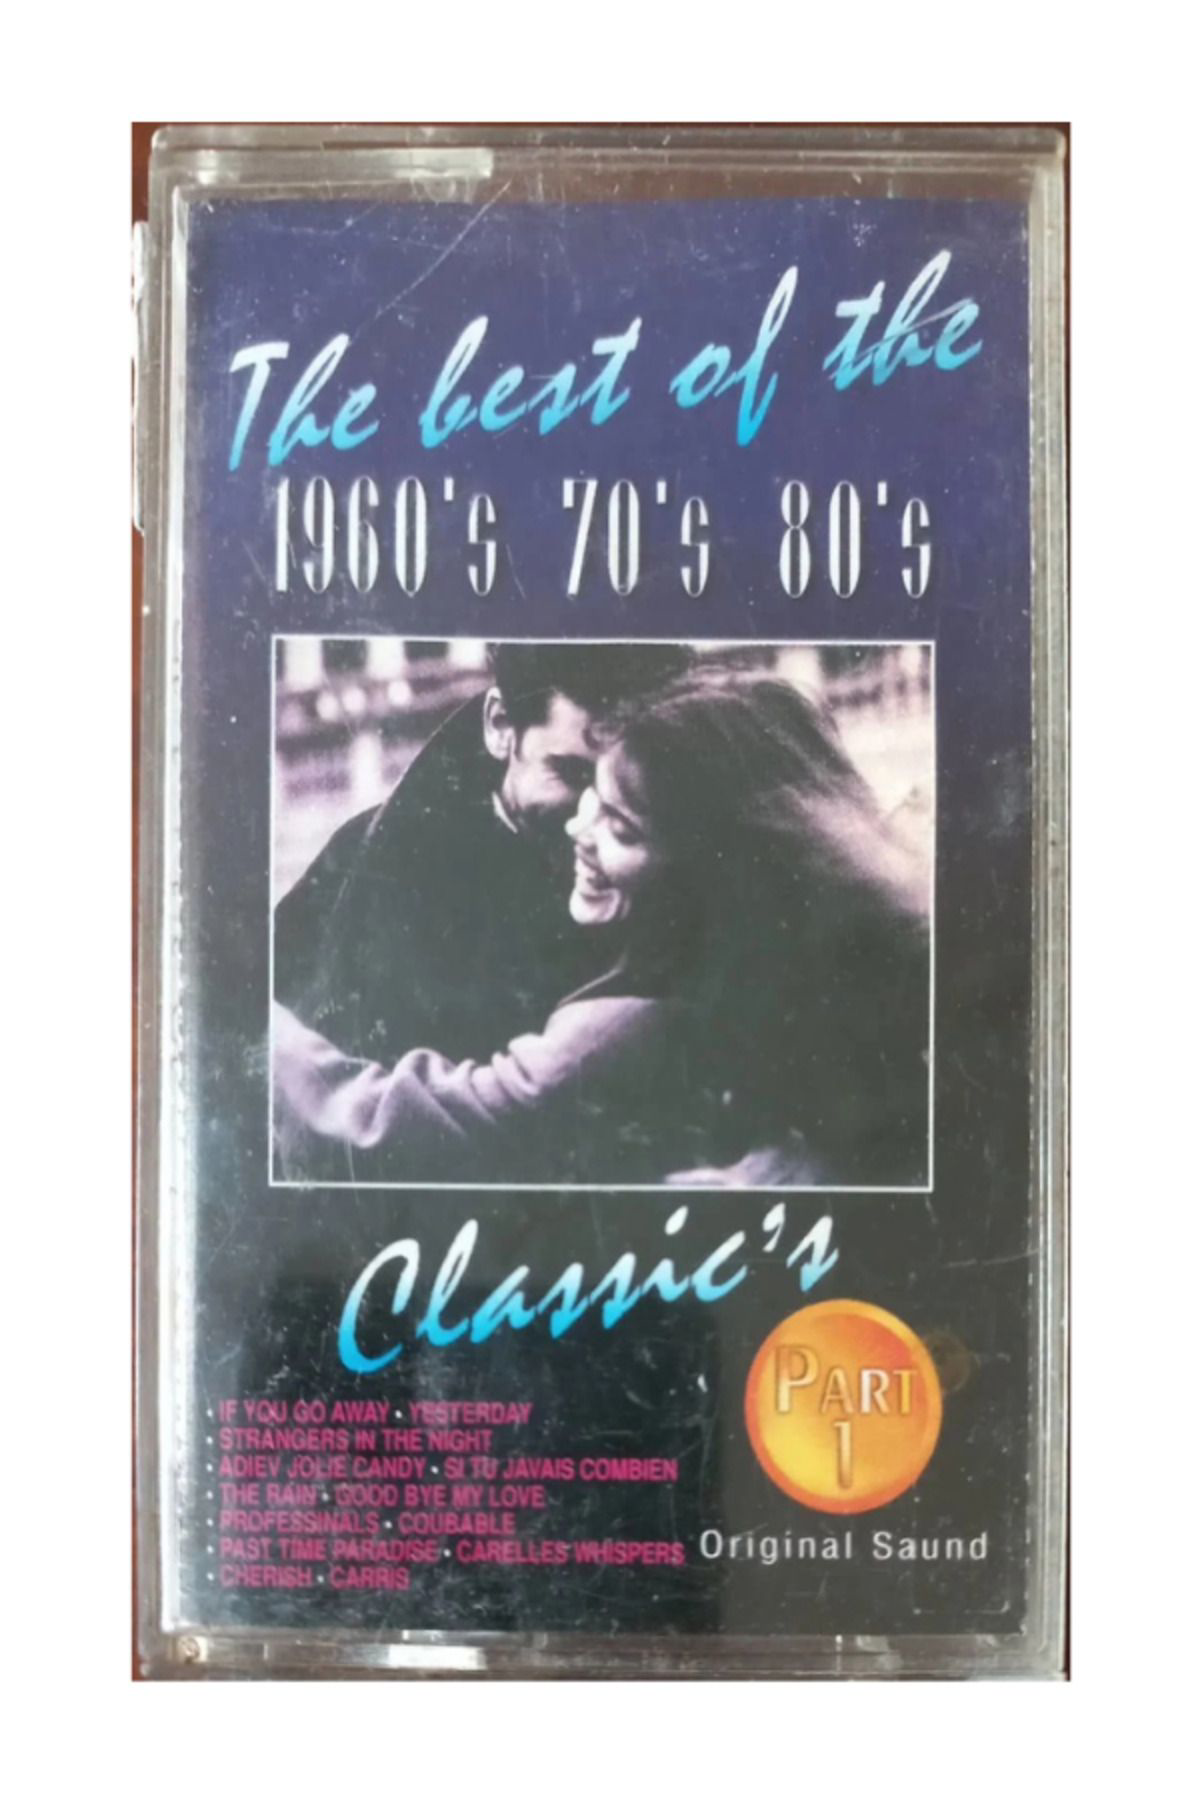 The best of the
1960's 70's 80's
Classic's
PART
1
Original Saund
· IF YOU GO AWAY · YESTERDAY
· STRANGERS IN THE NIGHT
· ADIEV JOLIE CANDY · SI TU JAVAIS COMBIEN
· THE RAIN · GOOD BYE MY LOVE
· PROFESSINALS · COUBABLE
· PAST TIME PARADISE · CARELLES WHISPERS
· CHERISH · CARRIS